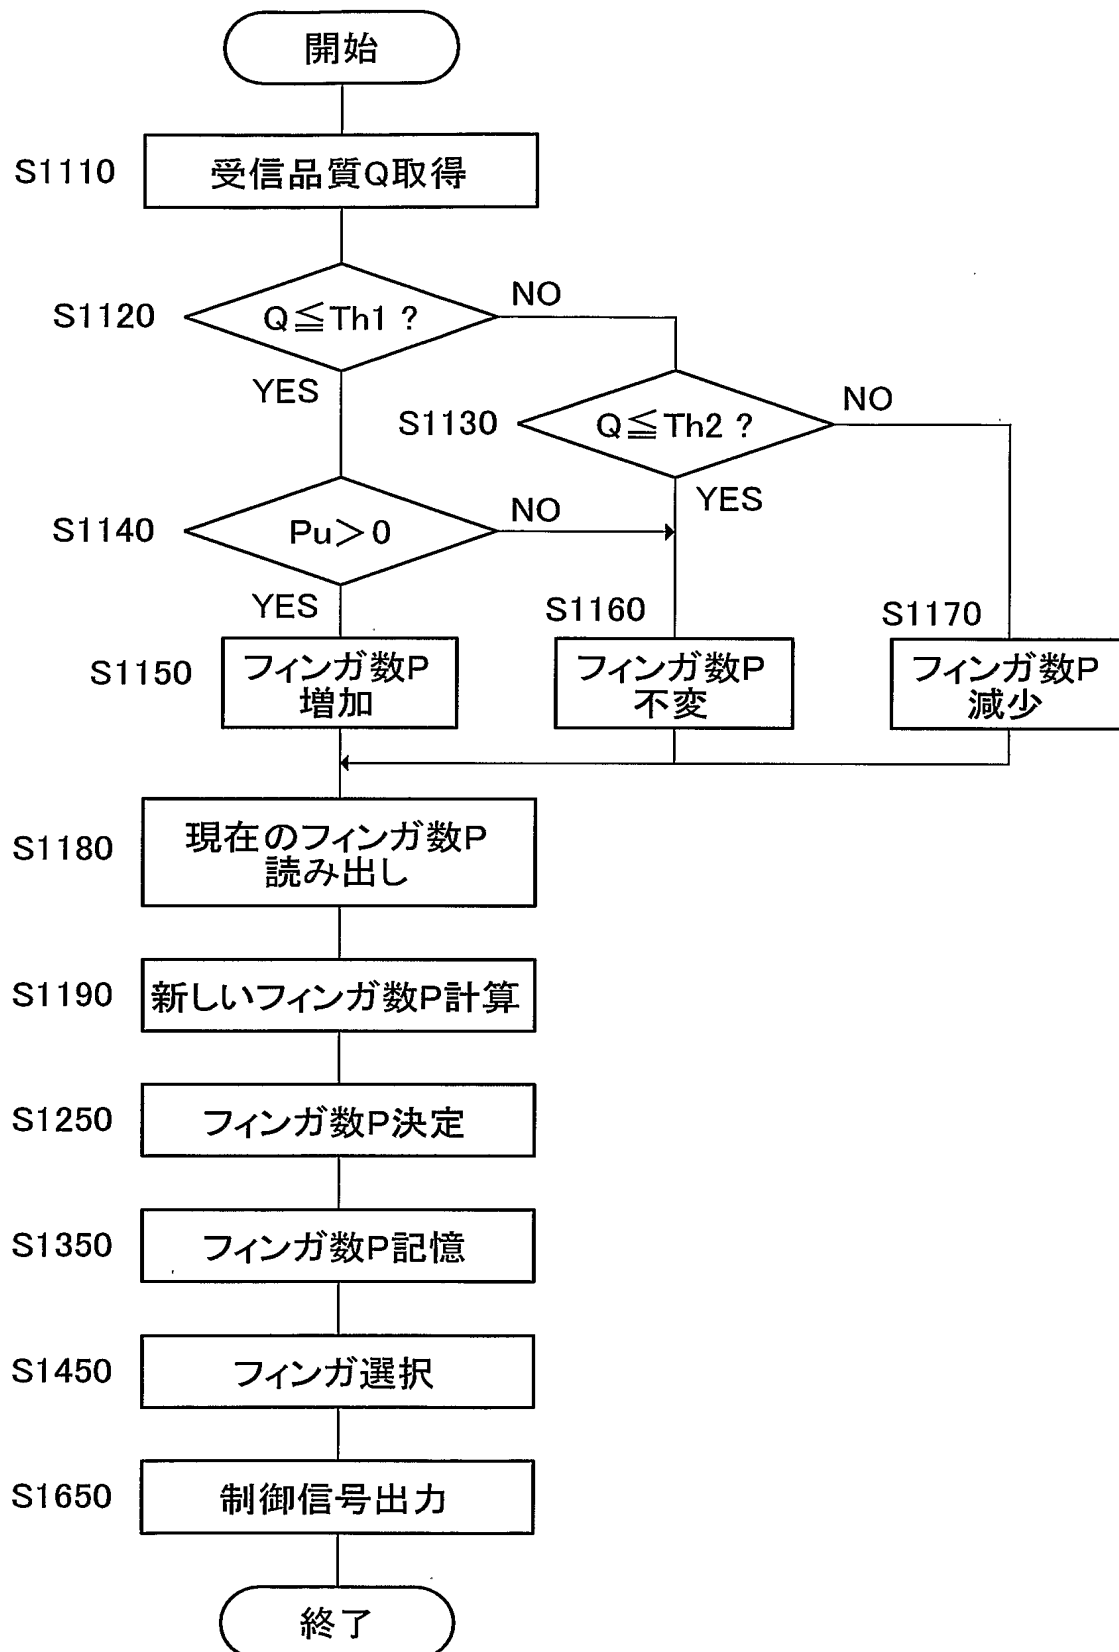 開始
S1110
受信品質Q取得
S1120
Q≦Th1 ?
NO
YES
S1130
Q≦Th2 ?
NO
YES
S1140
Pu>0
NO
YES
S1150
フィンガ数P
増加
S1160
フィンガ数P
不変
S1170
フィンガ数P
減少
S1180
現在のフィンガ数P
読み出し
S1190
新しいフィンガ数P計算
S1250
フィンガ数P決定
S1350
フィンガ数P記憶
S1450
フィンガ選択
S1650
制御信号出力
終了